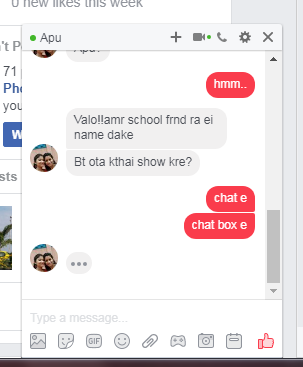 0 new likes this week
Apu
Apu?
hmm..
Valo!!amr school frnd ra ei
name dake
Bt ota kthai show kre?
chat e
chat box e
Type a message...
GIF
't P
71 p
Pho
you
W
sts